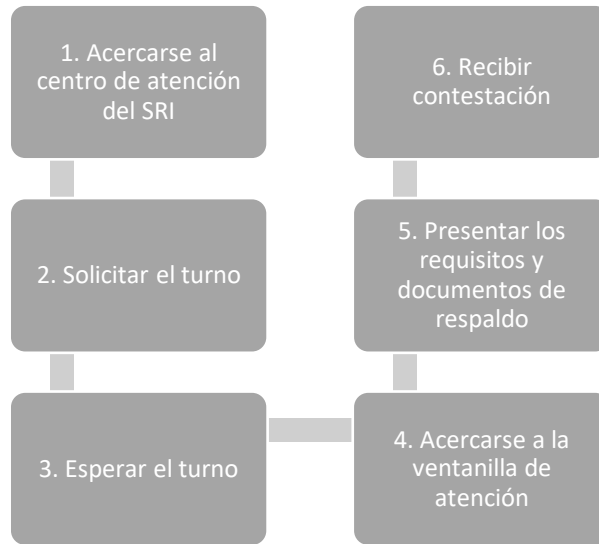 1. Acercarse al
centro de atención
del SRI
2. Solicitar el turno
3. Esperar el turno
4. Acercarse a la
ventanilla de
atención
5. Presentar los
requisitos y
documentos de
respaldo
6. Recibir
contestación